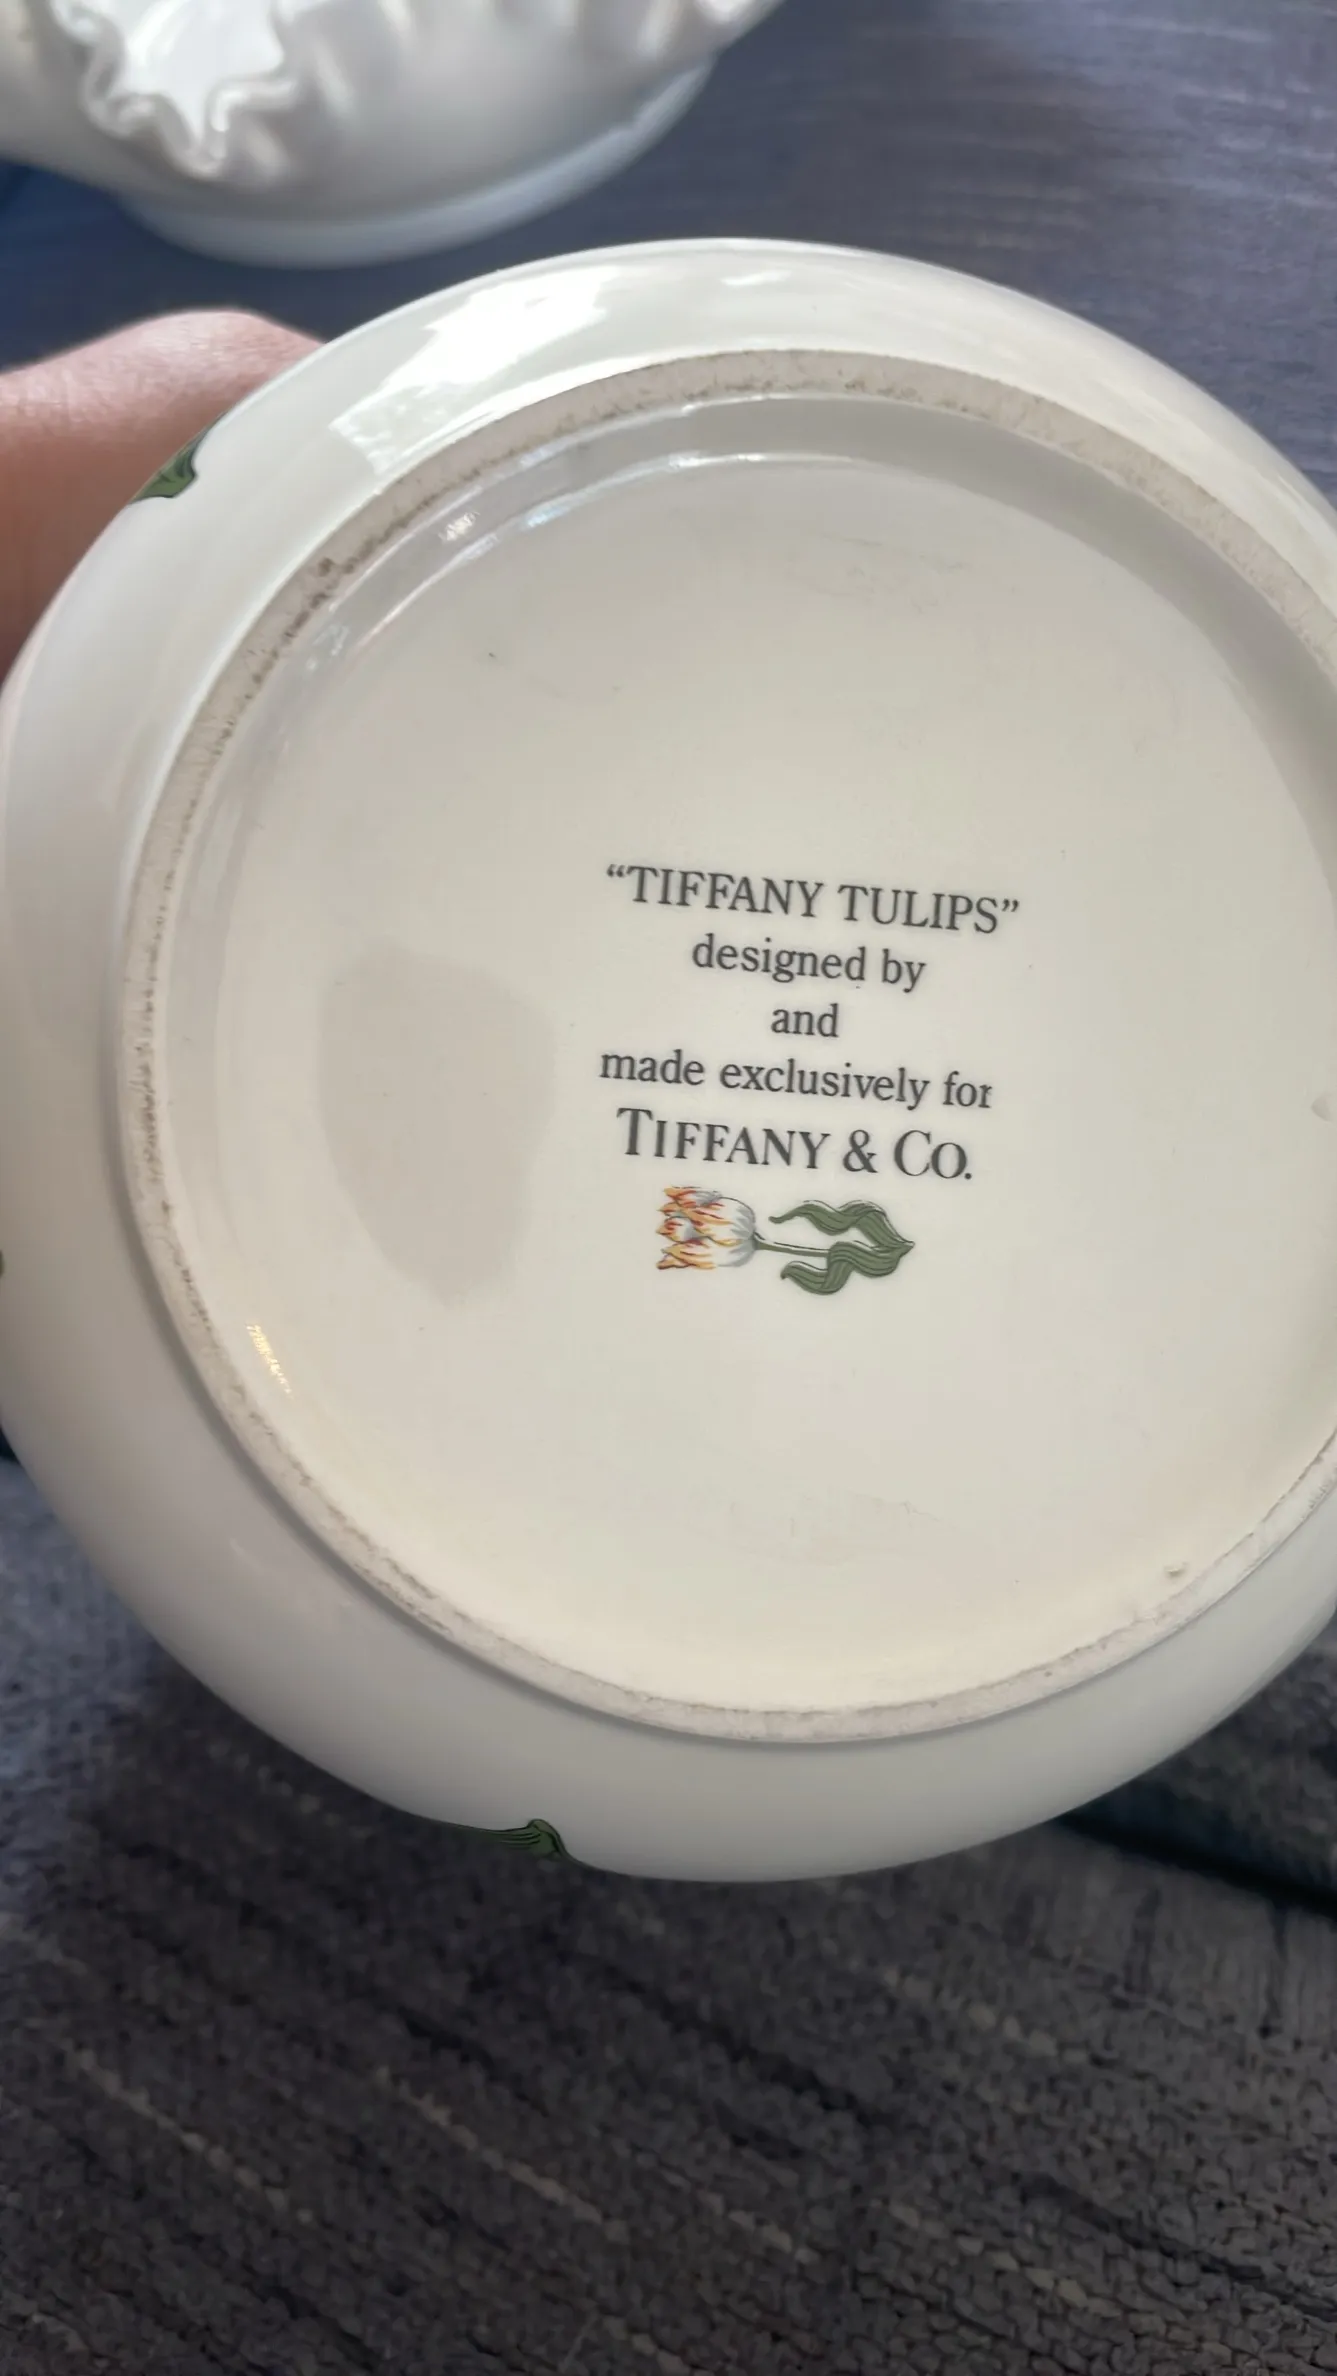 “TIFFANY TULIPS”
designed by
and
made exclusively for
TIFFANY & CO.